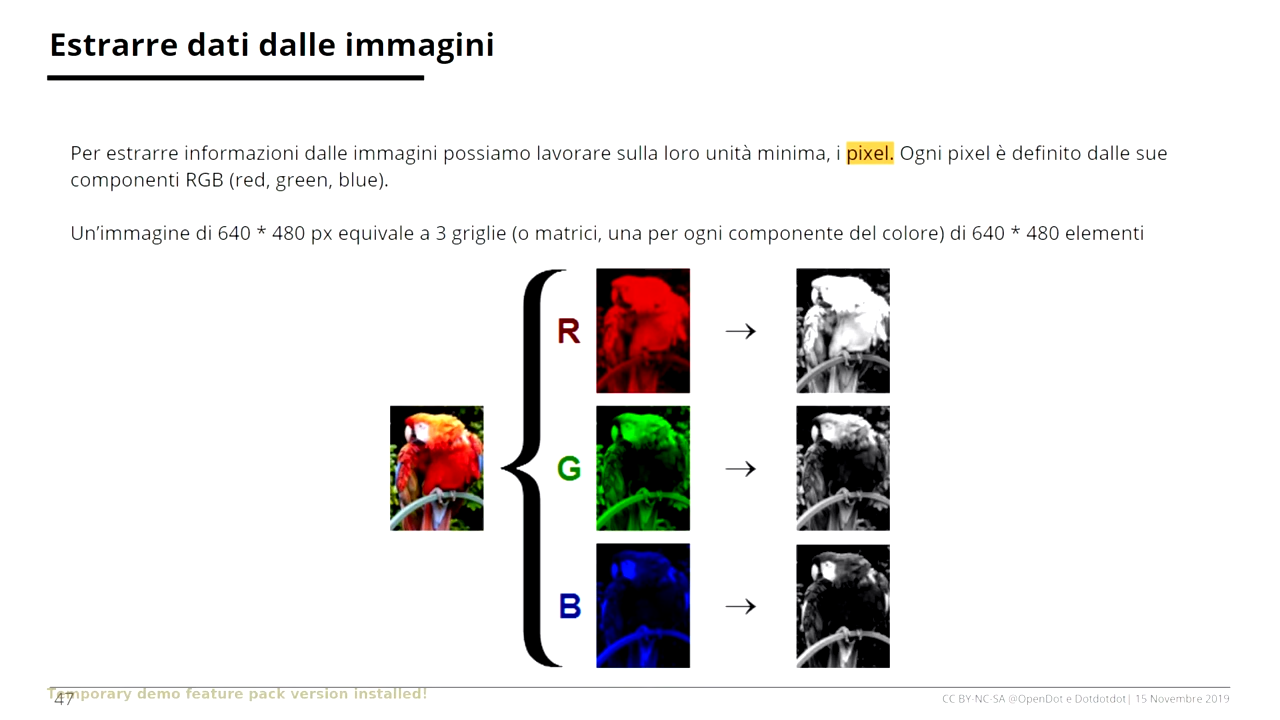 Estrarre dati dalle immagini
Per estrarre informazioni dalle immagini possiamo lavorare sulla loro unità minima, i pixel. Ogni pixel è definito dalle sue
componenti RGB (red, green, blue).
Un’immagine di 640 * 480 px equivale a 3 griglie (o matrici, una per ogni componente del colore) di 640 * 480 elementi
R
G
B
Temporary demo feature pack version installed!
47
CC BY-NC-SA @OpenDot e Dotdotdot| 15 Novembre 2019